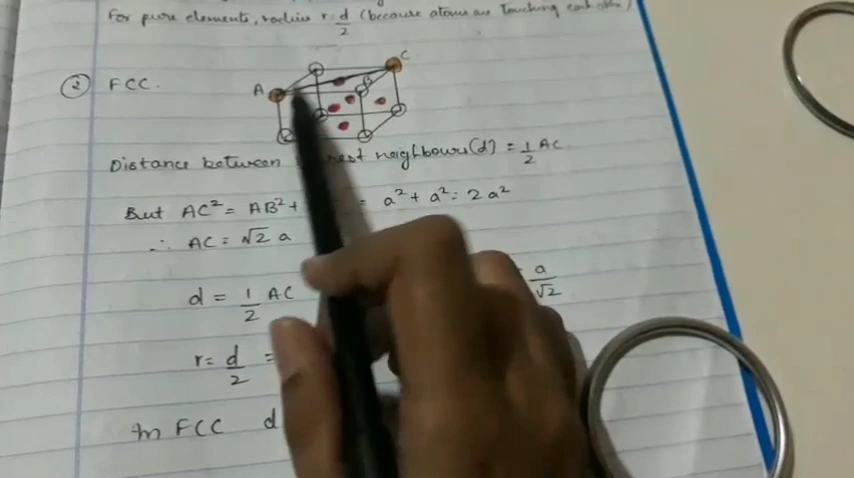 For pure elements, radius r = d/2 (because atoms are touching each other)
② FCC.
A B C
Distance between nearest neighbours(d) = 1/2 AC
But AC² = AB² + = a² + a² = 2a²
∴ AC = √2 a
d = 1/2 AC a/√2
r = d/2 =
In FCC d